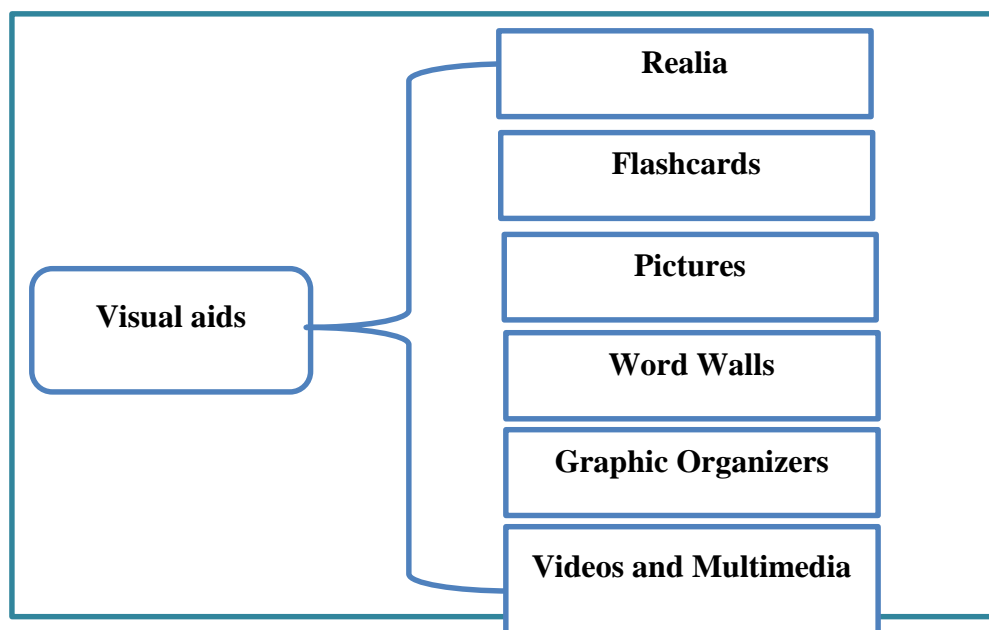 Realia
Flashcards
Pictures
Visual aids
Word Walls
Graphic Organizers
Videos and Multimedia